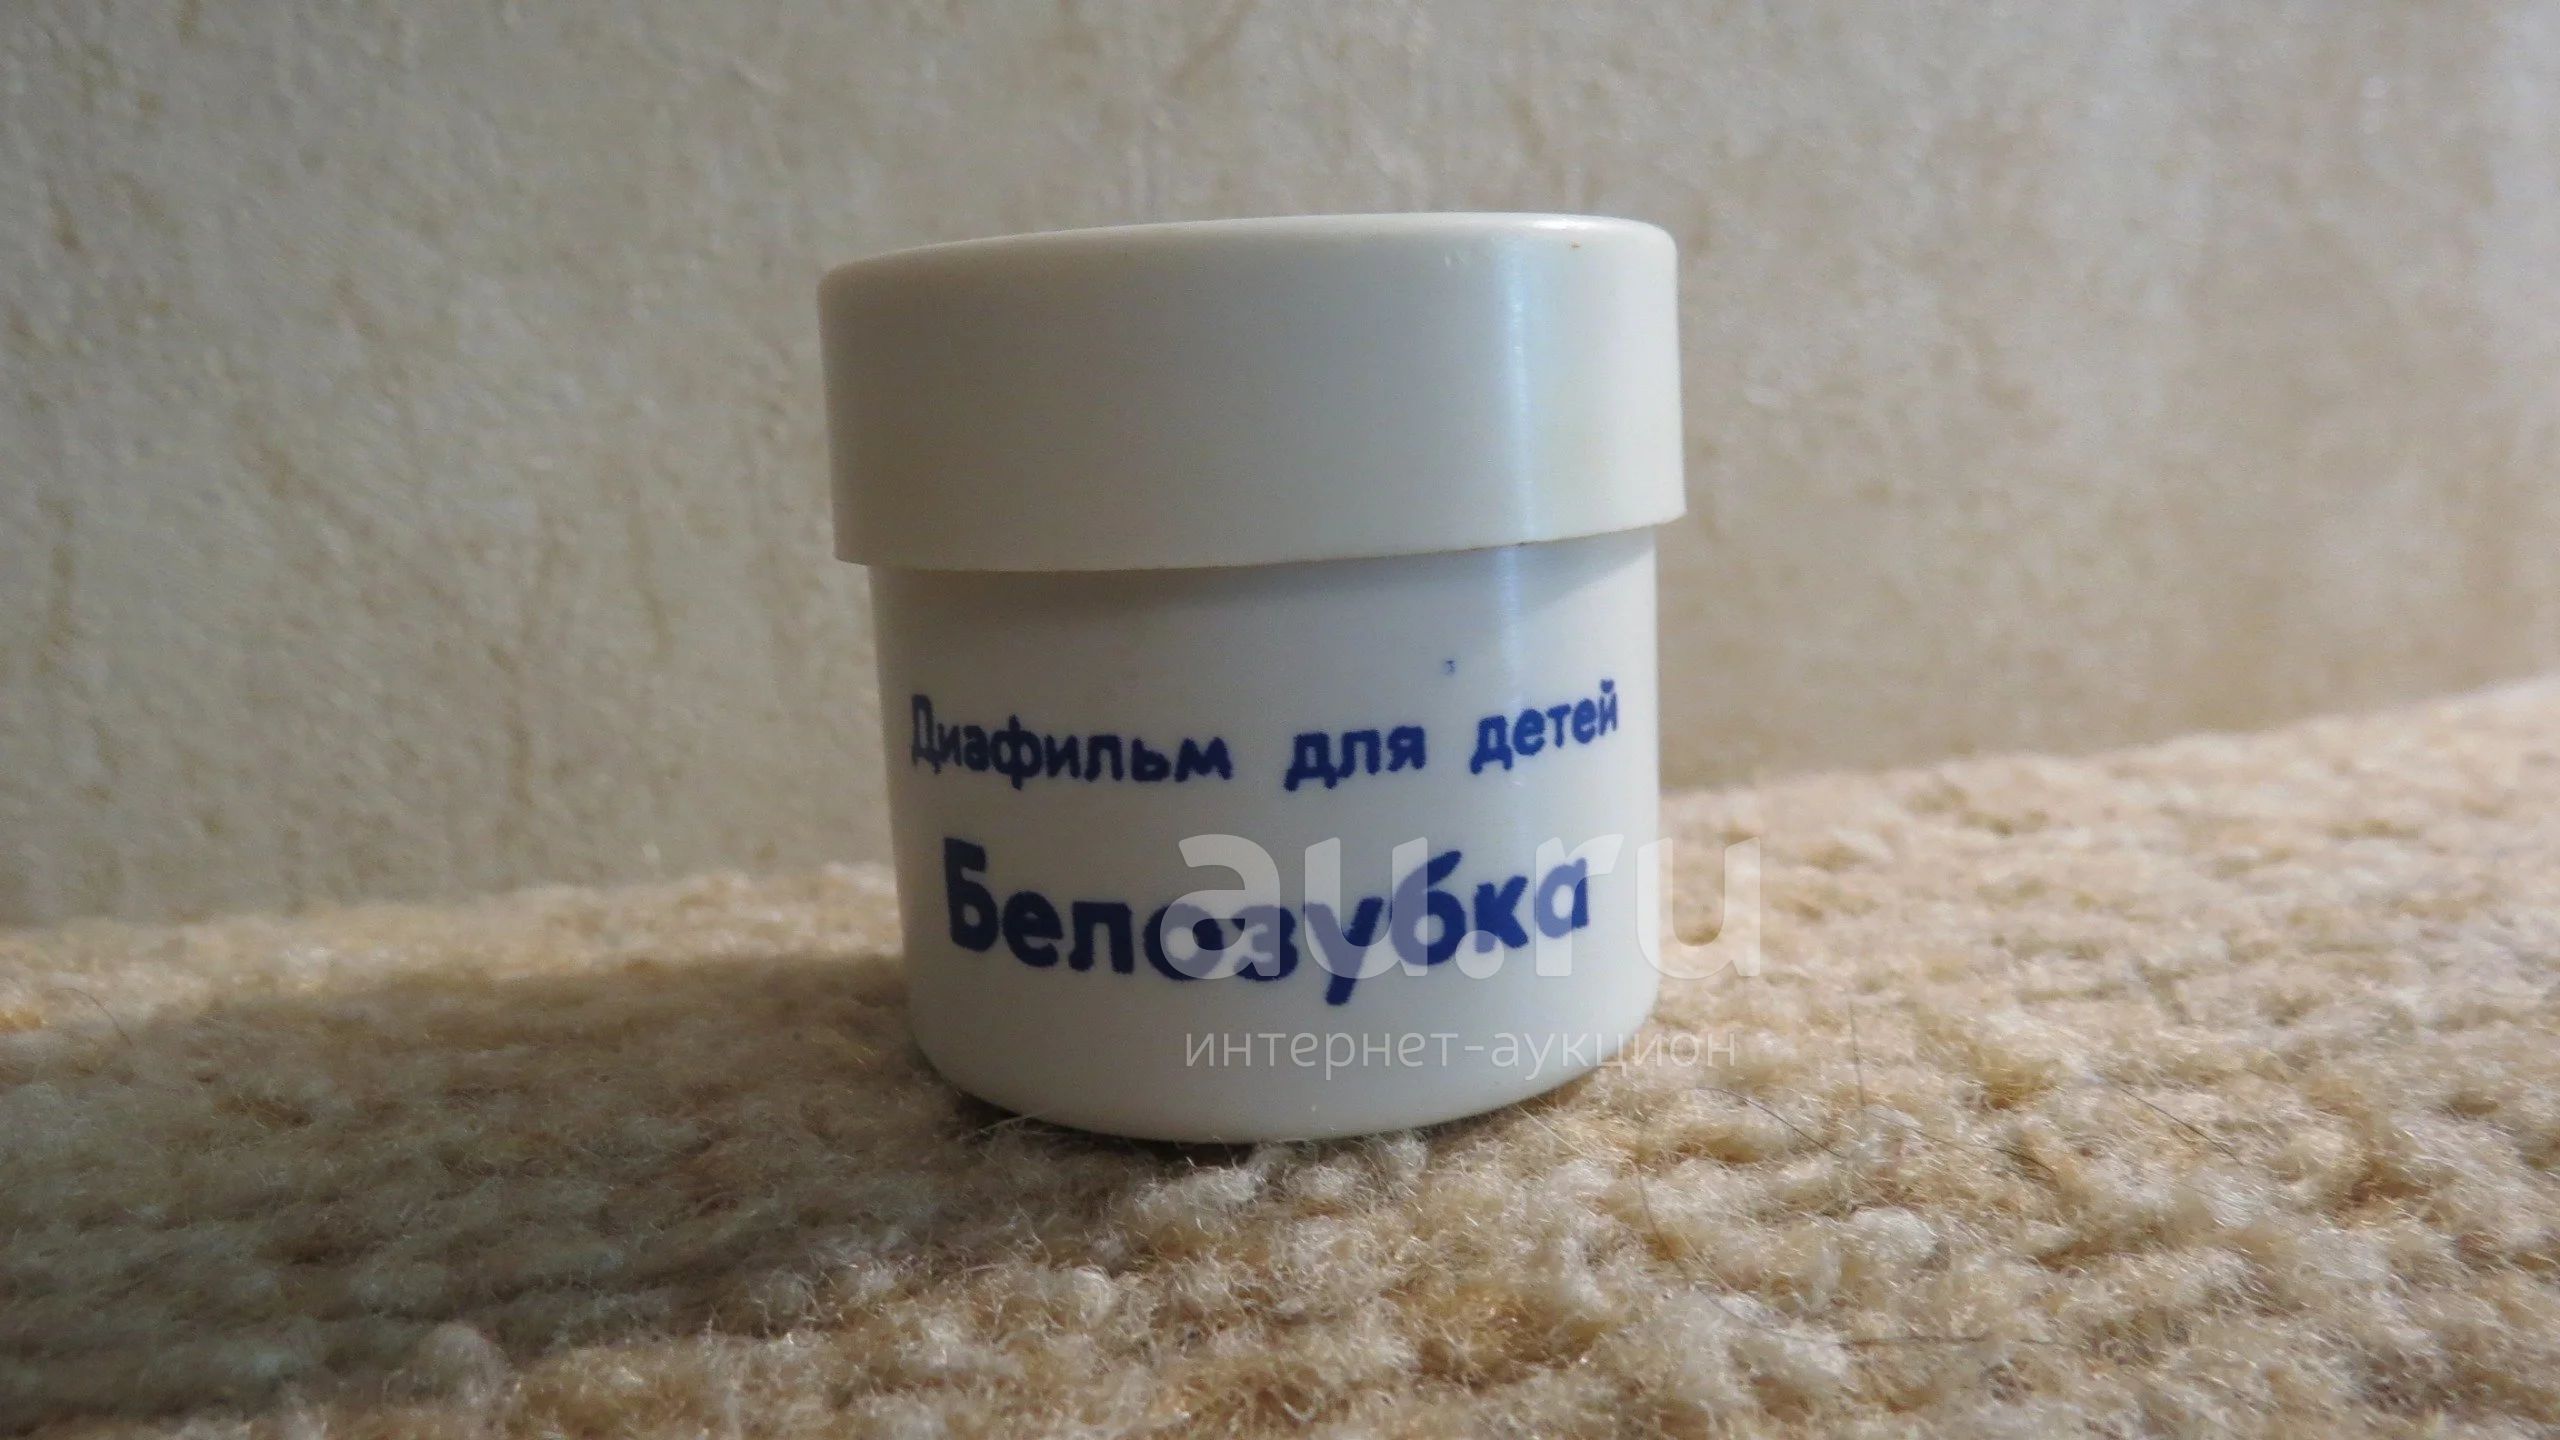 Диафильм для детей
Белозубка
au.ru
интернет-аукцион